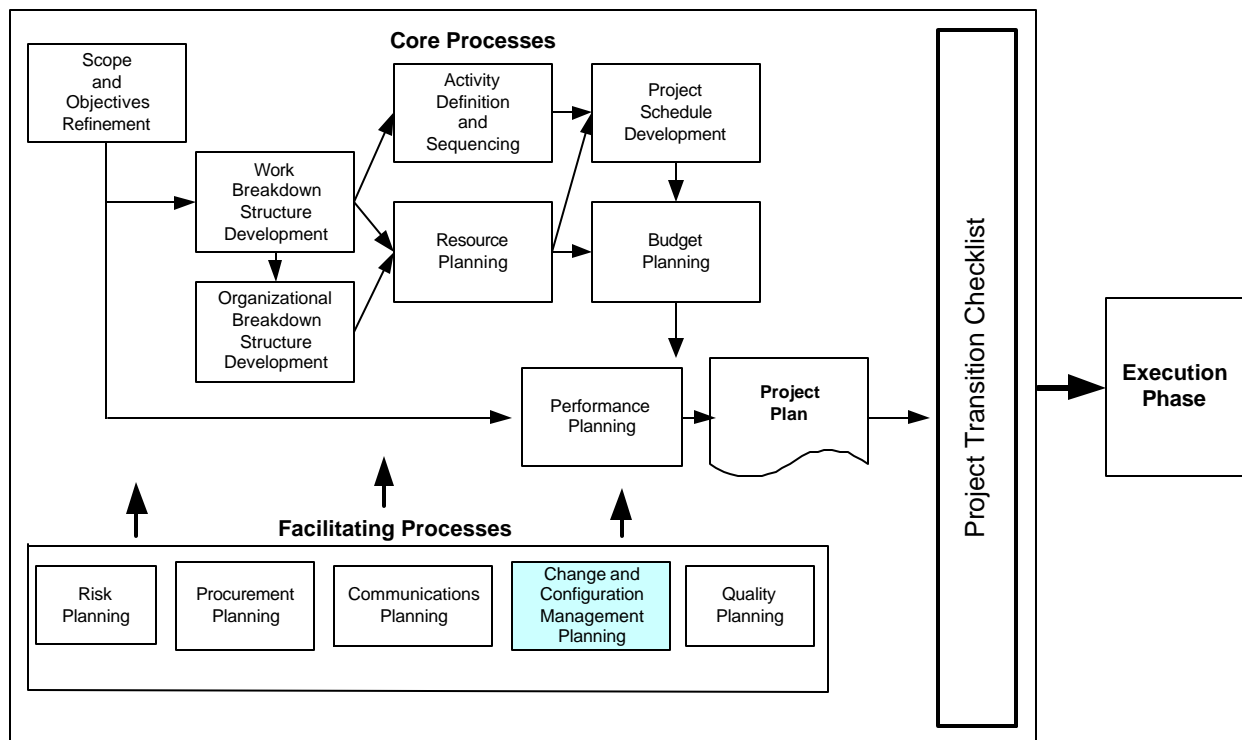 Core Processes
Scope
and
Objectives
Refinement
Work
Breakdown
Structure
Development
Organizational
Breakdown
Structure
Development
Activity
Definition
and
Sequencing
Resource
Planning
Project
Schedule
Development
Budget
Planning
Performance
Planning
Project
Plan
Project Transition Checklist
Execution
Phase
Facilitating Processes
Risk
Planning
Procurement
Planning
Communications
Planning
Change and
Configuration
Management
Planning
Quality
Planning